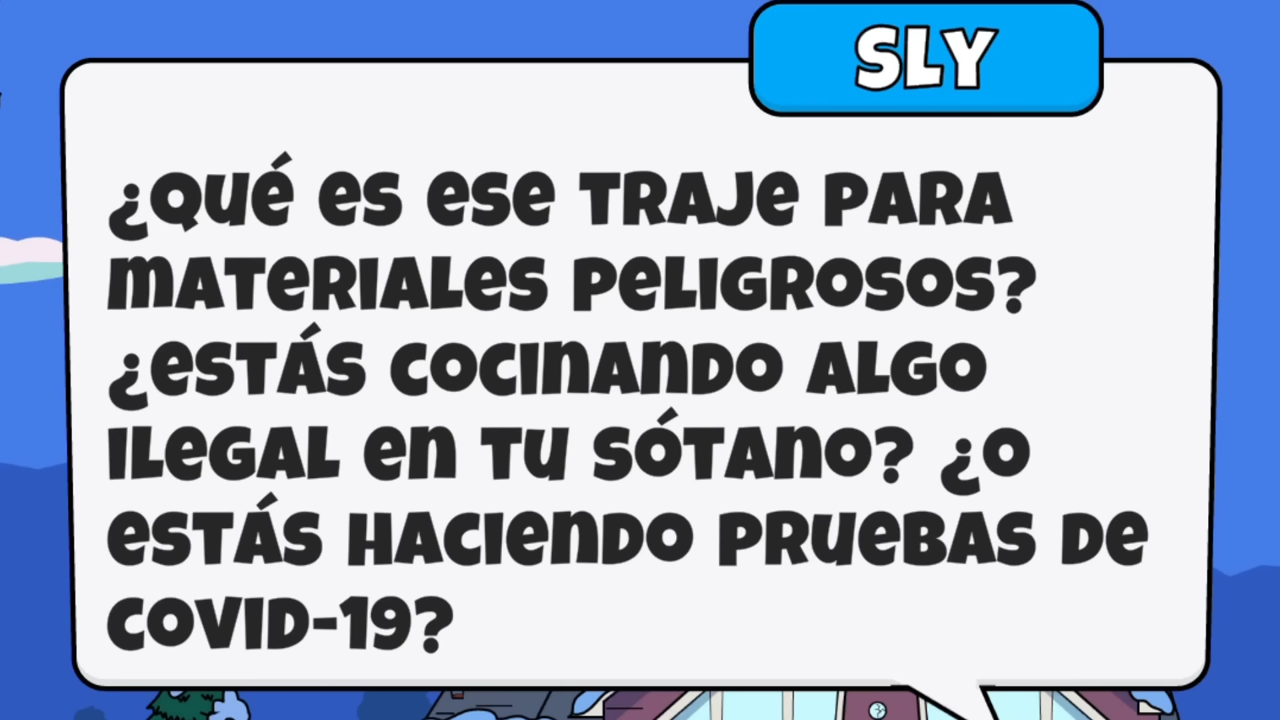 SLY
¿Qué es ese traje para
materiales peligrosos?
¿estás cocinando algo
ilegal en tu sótano? ¿o
estás haciendo pruebas de
covid-19?